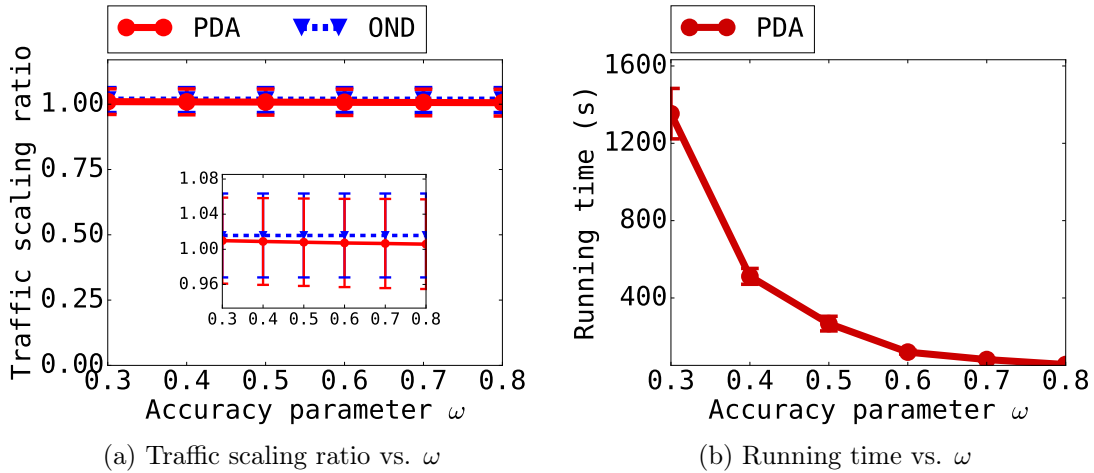 PDA OND
Traffic scaling ratio
1.00
0.75
0.50
0.25
0.00
1.08
1.04
1.00
0.96
0.3 0.4 0.5 0.6 0.7 0.8
0.3 0.4 0.5 0.6 0.7 0.8
Accuracy parameter ω
(a) Traffic scaling ratio vs. ω
PDA
Running time (s)
1600
1200
800
400
0.3 0.4 0.5 0.6 0.7 0.8
Accuracy parameter ω
(b) Running time vs. ω